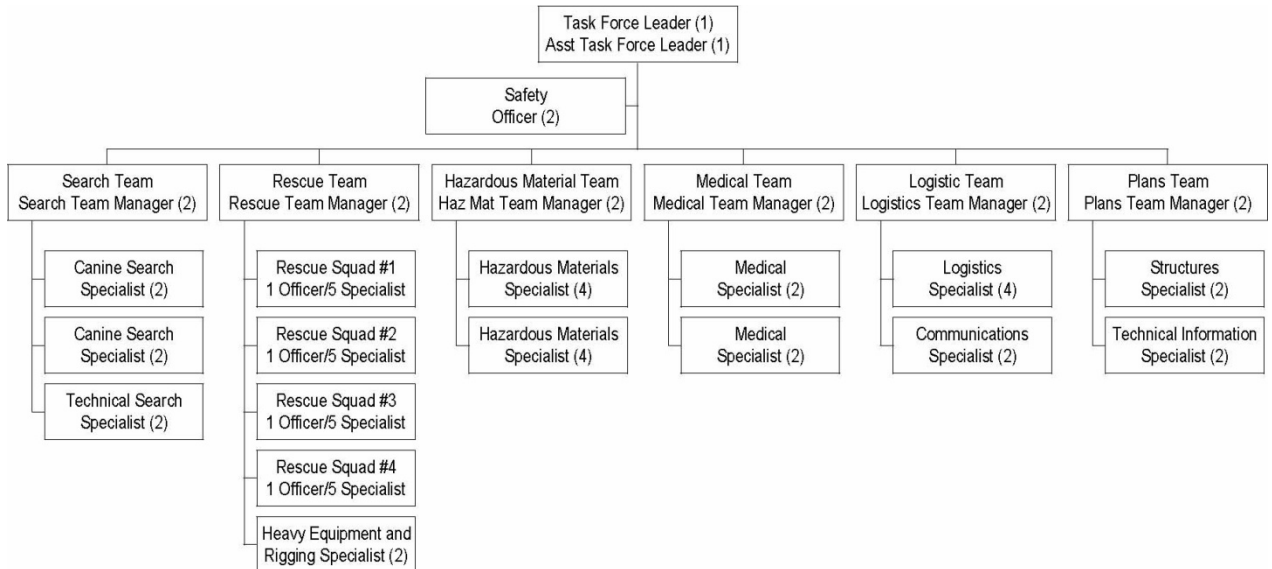 Task Force Leader (1)
Asst Task Force Leader (1)
Safety
Officer (2)
Search Team
Search Team Manager (2)
Rescue Team
Rescue Team Manager (2)
Hazardous Material Team
Haz Mat Team Manager (2)
Medical Team
Medical Team Manager (2)
Logistic Team
Logistics Team Manager (2)
Plans Team
Plans Team Manager (2)
Canine Search
Specialist (2)
Canine Search
Specialist (2)
Technical Search
Specialist (2)
Rescue Squad #1
1 Officer/5 Specialist
Rescue Squad #2
1 Officer/5 Specialist
Rescue Squad #3
1 Officer/5 Specialist
Rescue Squad #4
1 Officer/5 Specialist
Heavy Equipment and
Rigging Specialist (2)
Hazardous Materials
Specialist (4)
Hazardous Materials
Specialist (4)
Medical
Specialist (2)
Medical
Specialist (2)
Logistics
Specialist (4)
Communications
Specialist (2)
Structures
Specialist (2)
Technical Information
Specialist (2)